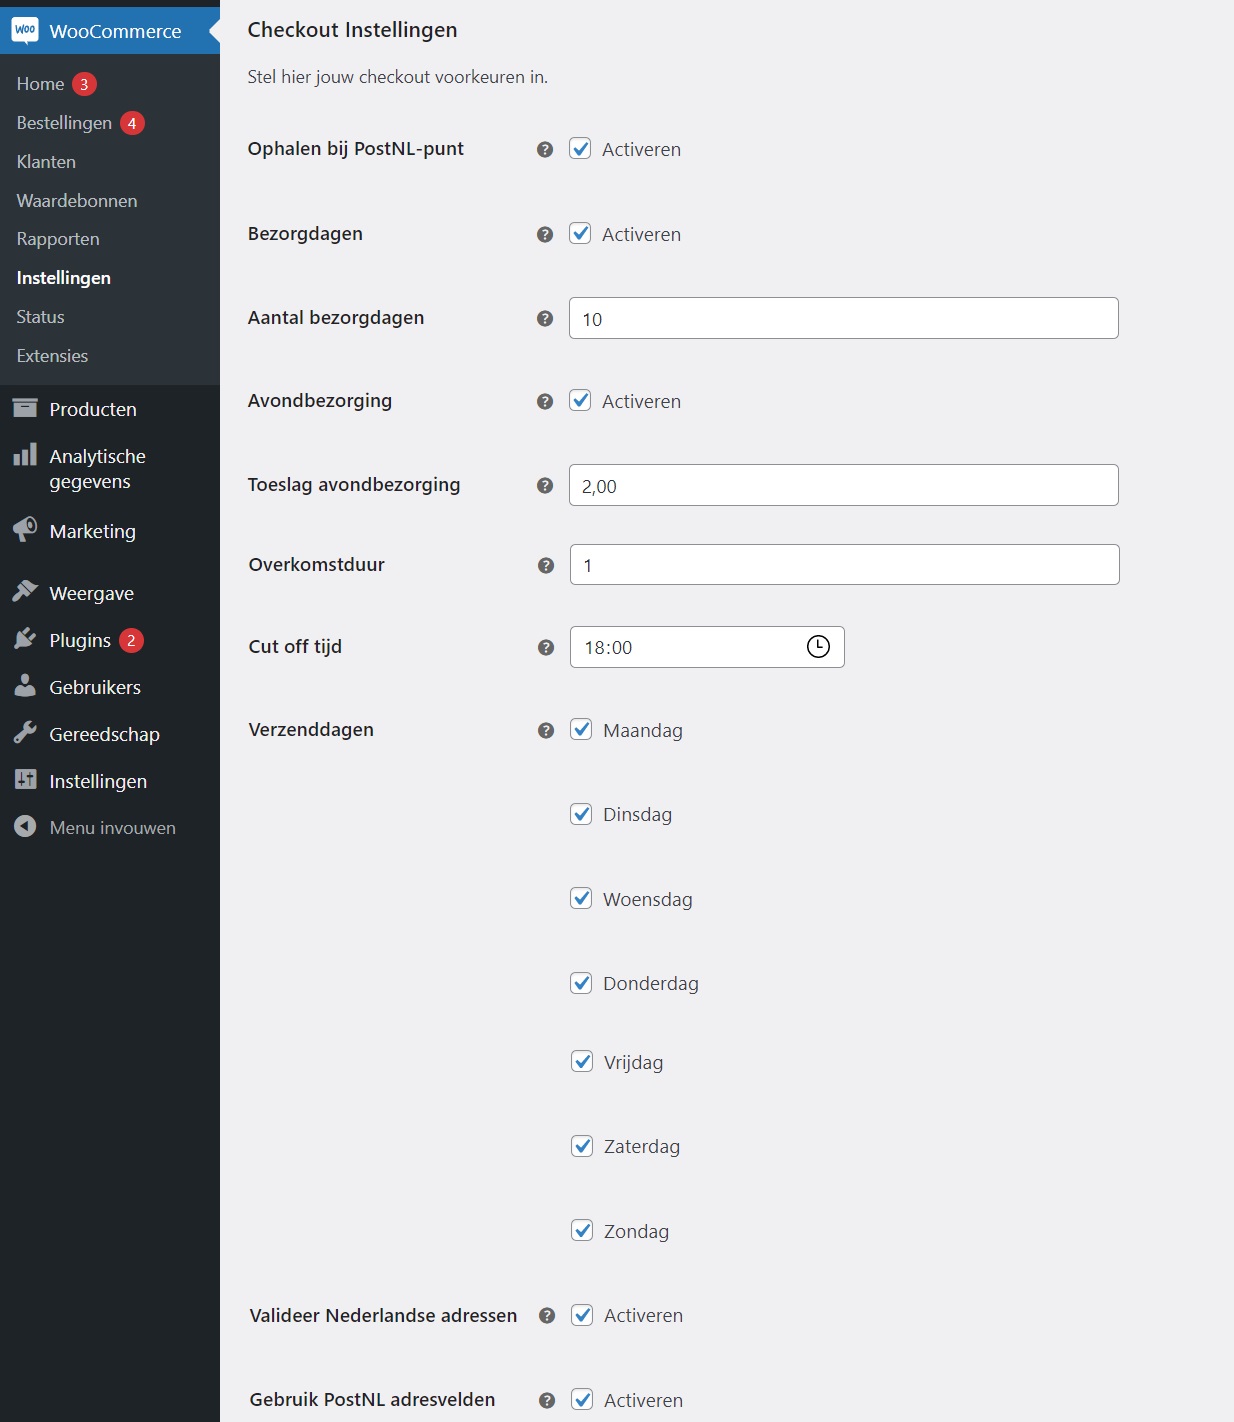 WOO WooCommerce
Home 3
Bestellingen 4
Klanten
Waardebonnen
Rapporten
Instellingen
Status
Extensies
Producten
Analytische
gegevens
Marketing
Weergave
Plugins 2
Gebruikers
Gereedschap
Instellingen
Menu invouwen
Checkout Instellingen
Stel hier jouw checkout voorkeuren in.
Ophalen bij PostNL-punt ? Activeren
Bezorgdagen ? Activeren
Aantal bezorgdagen ? 10
Avondbezorging ? Activeren
Toeslag avondbezorging ? 2,00
Overkomstduur ? 1
Cut off tijd ? 18:00
Verzenddagen ? Maandag
Dinsdag
Woensdag
Donderdag
Vrijdag
Zaterdag
Zondag
Valideer Nederlandse adressen ? Activeren
Gebruik PostNL adresvelden ? Activeren